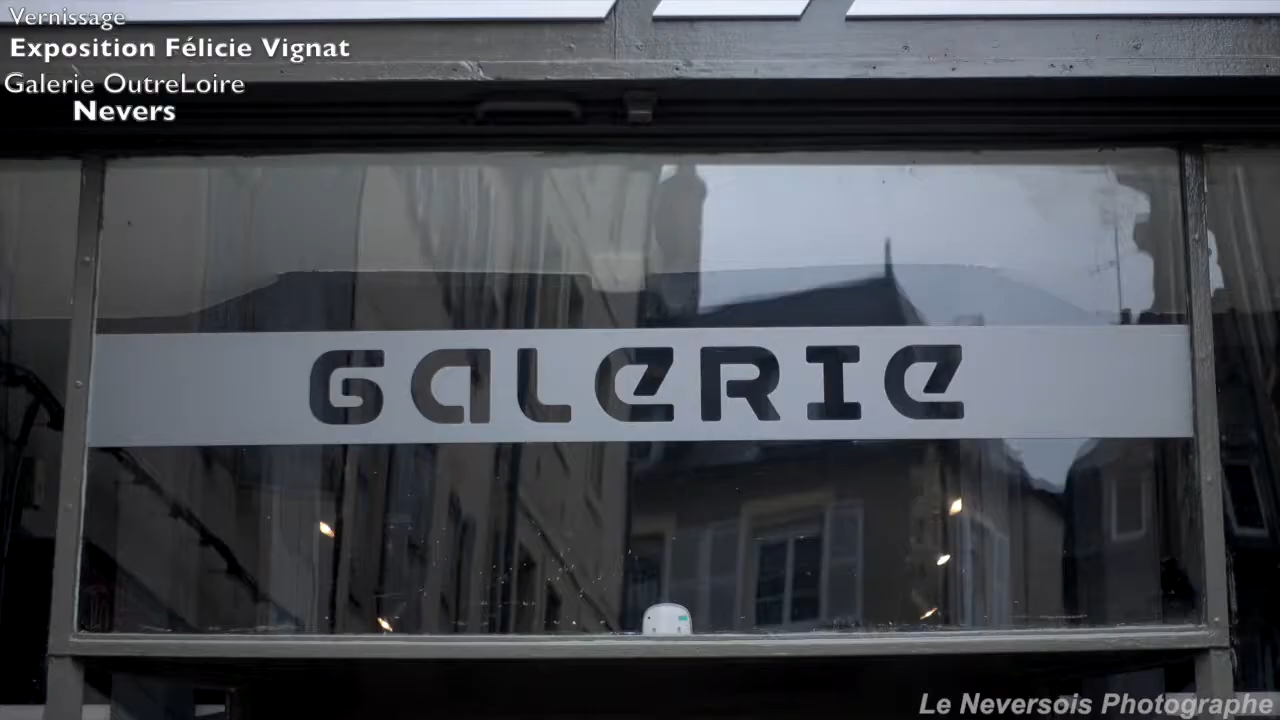 Vernissage
Exposition Félicie Vignat
Galerie OutreLoire
Nevers
GALERIE
Le Neversois Photographe